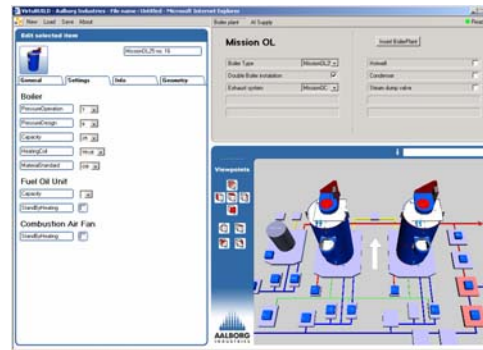 VirtuBUILD - Aalborg Industries - File name : Untitled - Microsoft Internet Explorer
New Load Save About
Edit selected item
MissionOL25 no. 16
General
Settings
Info
Geometry
Boiler
PressureOperation
PressureDesign
Capacity
HeatingCoil
MaterialStandard
Fuel Oil Unit
Capacity
StandByHeating
Combustion Air Fan
StandByHeating
Boiler plant AI Supply
Mission OL
Insert BoilerPlant
Boiler Type
Double Boiler installation
Exhaust system
MissionOC
Hotwell
Condenser
Steam dump valve
Viewpoints
AALBORG
INDUSTRIES